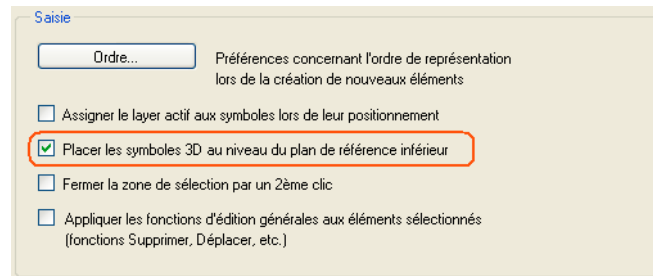 Saisie
Ordre...
Préférences concernant l'ordre de représentation
lors de la création de nouveaux éléments
Assigner le layer actif aux symboles lors de leur positionnement
Placer les symboles 3D au niveau du plan de référence inférieur
Fermer la zone de sélection par un 2ème clic
Appliquer les fonctions d'édition générales aux éléments sélectionnés
(fonctions Supprimer, Déplacer, etc.)